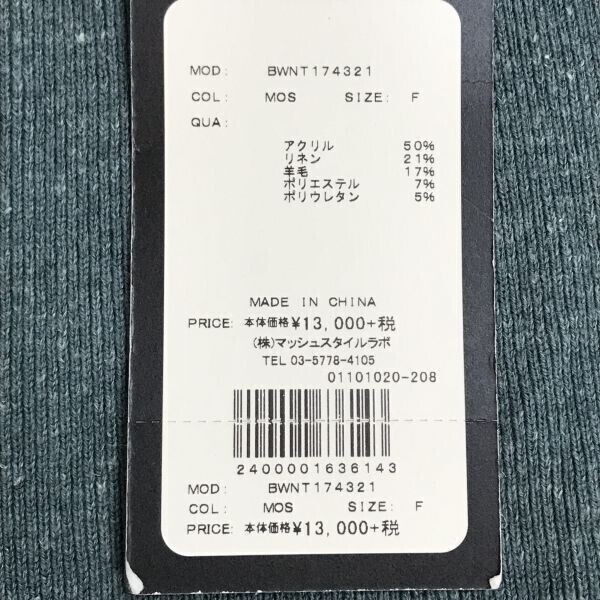 MOD: BWNT174321
COL: MOS SIZE: F
QUA:
アクリル 50%
リネン 21%
羊毛 17%
ポリエステル 7%
ポリウレタン 5%
MADE IN CHINA
PRICE: 本体価格¥13,000+税
(株)マッシュスタイルラボ
TEL 03-5778-4105
01101020-208
2400001636143
MOD: BWNT174321
COL: MOS SIZE: F
PRICE: 本体価格¥13,000+税